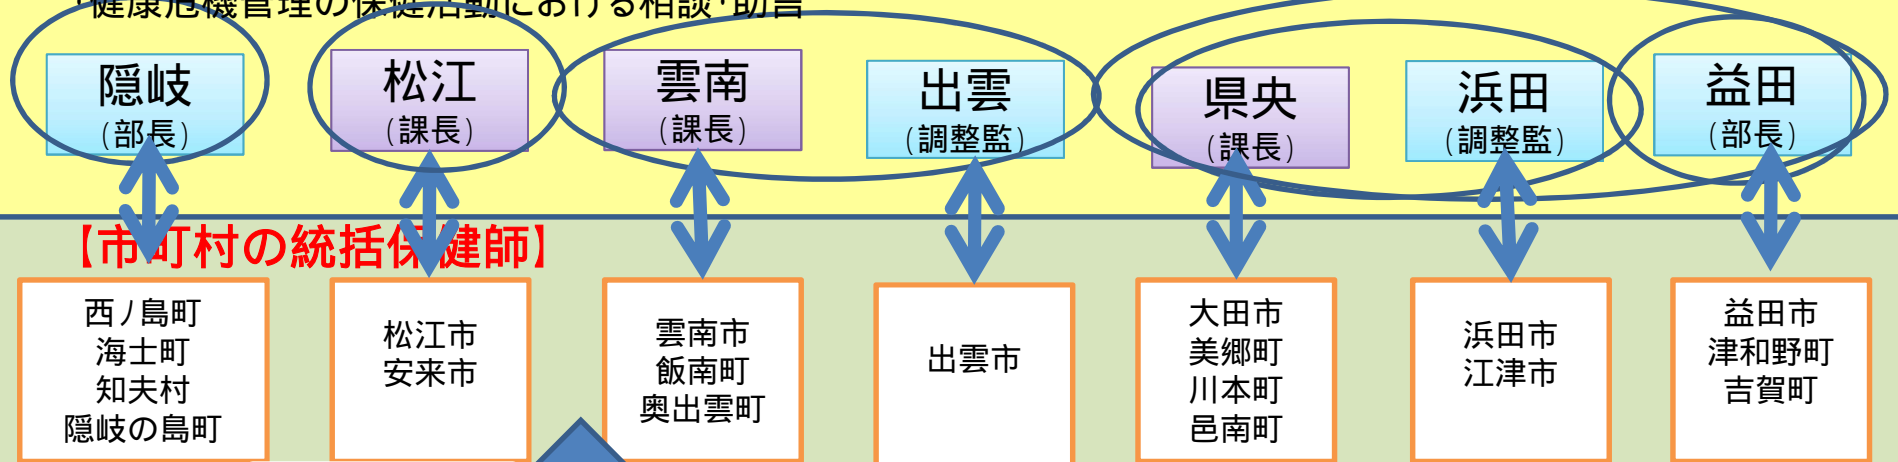 ・健康危機管理の保健活動における相談・助言
隠岐
(部長)
松江
(課長)
雲南
(課長)
出雲
(調整監)
県央
(課長)
浜田
(調整監)
益田
(部長)
【市町村の統括保健師】
西ノ島町
海士町
知夫村
隠岐の島町
松江市
安来市
雲南市
飯南町
奥出雲町
出雲市
大田市
美郷町
川本町
邑南町
浜田市
江津市
益田市
津和野町
吉賀町